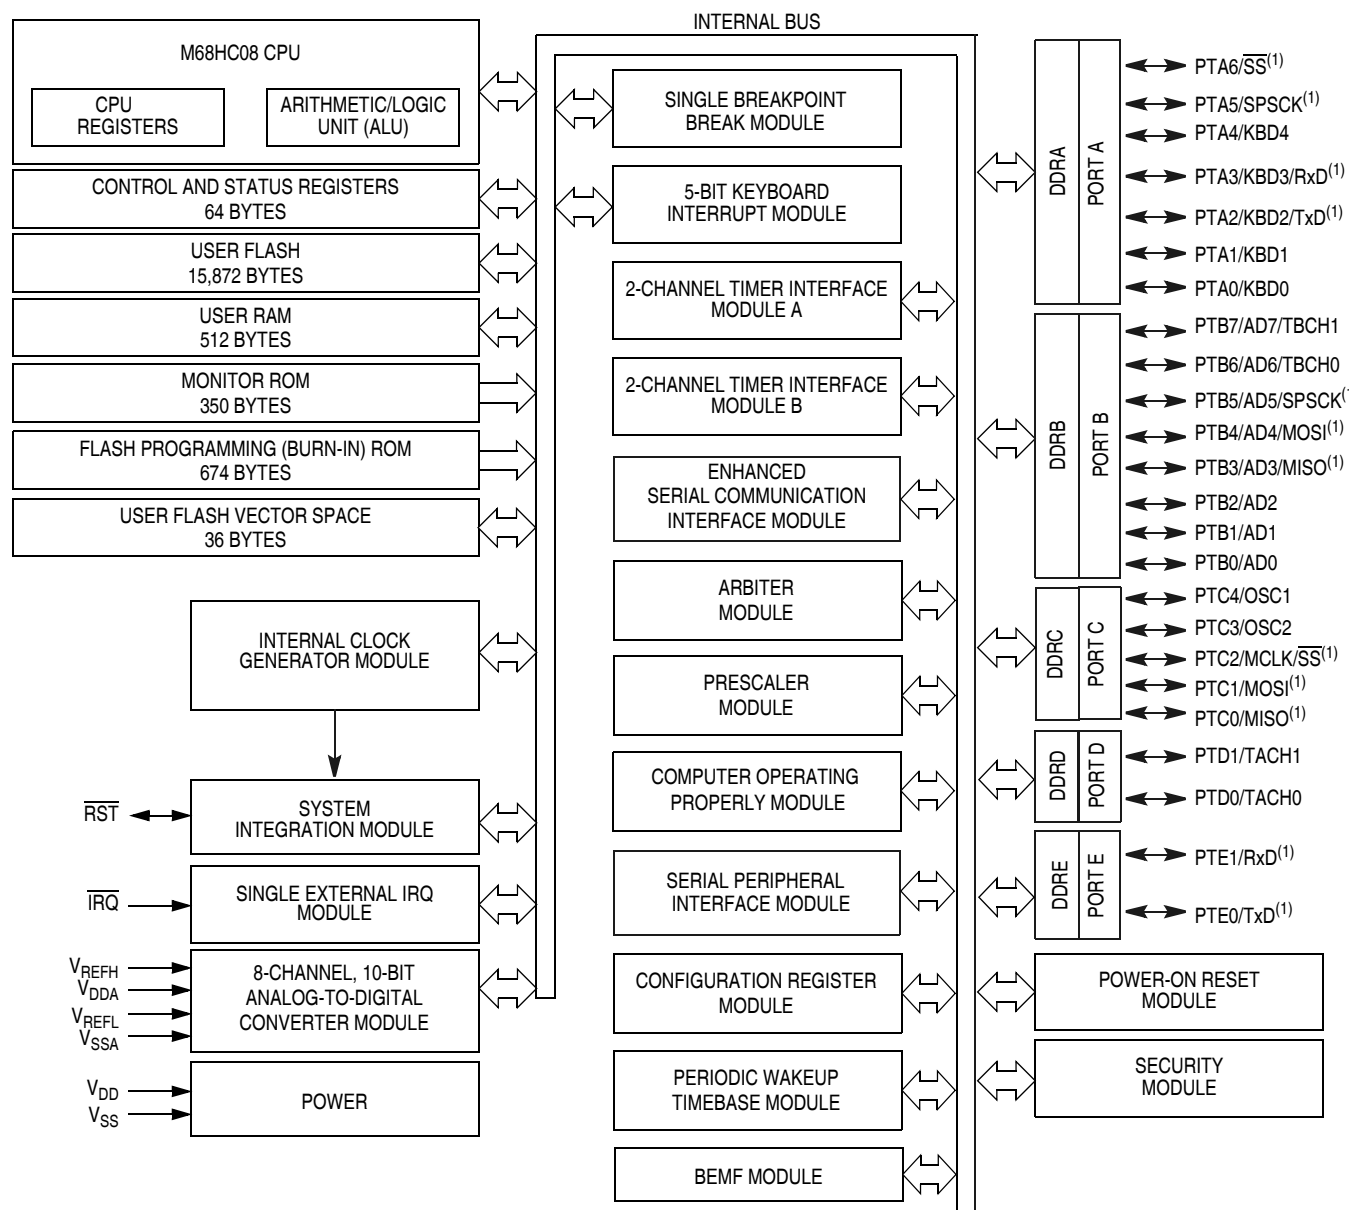 INTERNAL BUS
M68HC08 CPU
CPU
REGISTERS
ARITHMETIC/LOGIC
UNIT (ALU)
CONTROL AND STATUS REGISTERS
64 BYTES
USER FLASH
15,872 BYTES
USER RAM
512 BYTES
MONITOR ROM
350 BYTES
FLASH PROGRAMMING (BURN-IN) ROM
674 BYTES
USER FLASH VECTOR SPACE
36 BYTES
INTERNAL CLOCK
GENERATOR MODULE
RST
SYSTEM
INTEGRATION MODULE
IRQ
SINGLE EXTERNAL IRQ
MODULE
VREFH
VDDA
VREFL
VSSA
8-CHANNEL, 10-BIT
ANALOG-TO-DIGITAL
CONVERTER MODULE
VDD
VSS
POWER
SINGLE BREAKPOINT
BREAK MODULE
5-BIT KEYBOARD
INTERRUPT MODULE
2-CHANNEL TIMER INTERFACE
MODULE A
2-CHANNEL TIMER INTERFACE
MODULE B
ENHANCED
SERIAL COMMUNICATION
INTERFACE MODULE
ARBITER
MODULE
PRESCALER
MODULE
COMPUTER OPERATING
PROPERLY MODULE
SERIAL PERIPHERAL
INTERFACE MODULE
CONFIGURATION REGISTER
MODULE
PERIODIC WAKEUP
TIMEBASE MODULE
BEMF MODULE
DDRA
PORT A
PTA6/SS(1)
PTA5/SPSCK(1)
PTA4/KBD4
PTA3/KBD3/RxD(1)
PTA2/KBD2/TxD(1)
PTA1/KBD1
PTA0/KBD0
DDRB
PORT B
PTB7/AD7/TBCH1
PTB6/AD6/TBCH0
PTB5/AD5/SPSCK(
PTB4/AD4/MOSI(1)
PTB3/AD3/MISO(1)
PTB2/AD2
PTB1/AD1
PTB0/AD0
DDRC
PORT C
PTC4/OSC1
PTC3/OSC2
PTC2/MCLK/SS(1)
PTC1/MOSI(1)
PTC0/MISO(1)
DDRD
PORT D
PTD1/TACH1
PTD0/TACH0
DDRE
PORT E
PTE1/RxD(1)
PTE0/TxD(1)
POWER-ON RESET
MODULE
SECURITY
MODULE